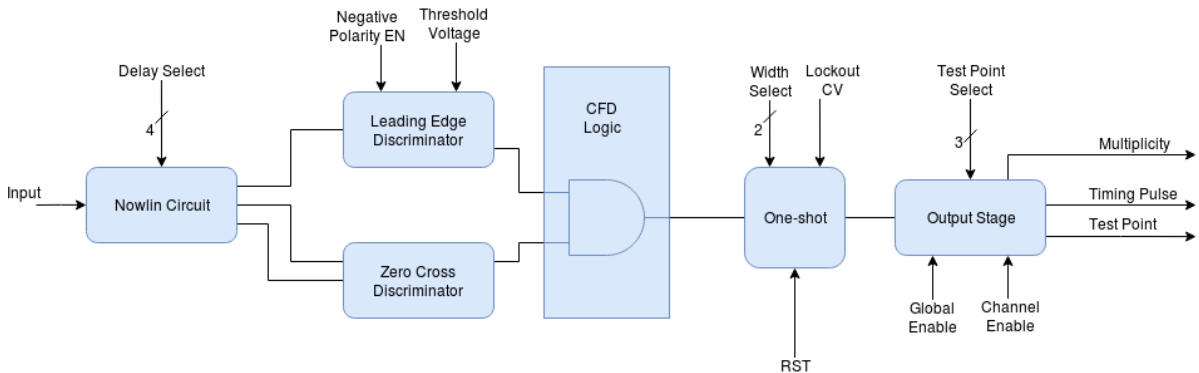 Negative
Polarity EN
Threshold
Voltage
Delay Select
4
Leading Edge
Discriminator
CFD
Logic
Width
Select
2
Lockout
CV
Test Point
Select
3
Multiplicity
Input
Nowlin Circuit
One-shot
Output Stage
Timing Pulse
Test Point
Zero Cross
Discriminator
Global
Enable
Channel
Enable
RST